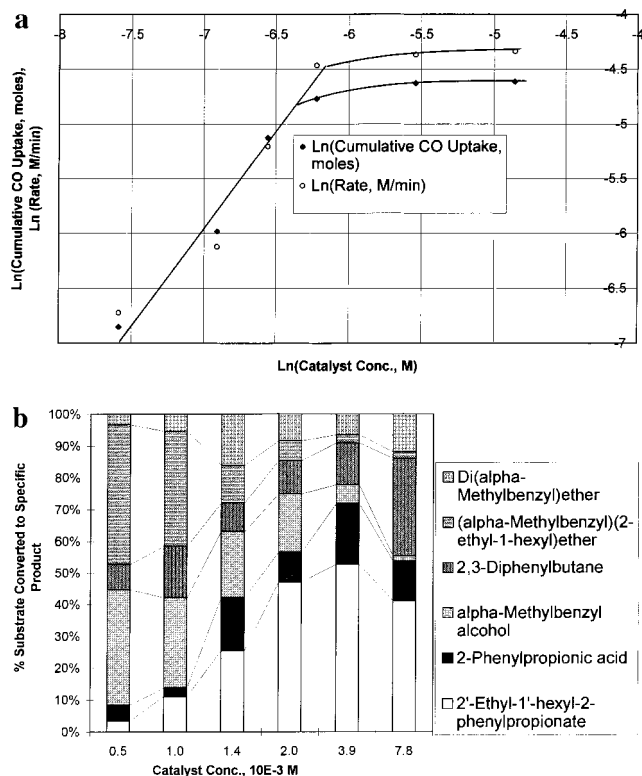 a
-8 -7.5 -7 -6.5 -6 -5.5 -5 -4.5 -4
-4
-4.5
-5
-5.5
-6
-6.5
-7
Ln(Cumulative CO Uptake, moles),
Ln (Rate, M/min)
Ln(Cumulative CO Uptake,
moles)
Ln(Rate, M/min)
Ln(Catalyst Conc., M)
b
100%
90%
80%
70%
60%
50%
40%
30%
20%
10%
0%
% Substrate Converted to Specific
Product
0.5 1.0 1.4 2.0 3.9 7.8
Catalyst Conc., 10E-3 M
Di(alpha-
Methylbenzyl)ether
(alpha-Methylbenzyl)(2-
ethyl-1-hexyl)ether
2,3-Diphenylbutane
alpha-Methylbenzyl
alcohol
2-Phenylpropionic acid
2'-Ethyl-1'-hexyl-2-
phenylpropionate